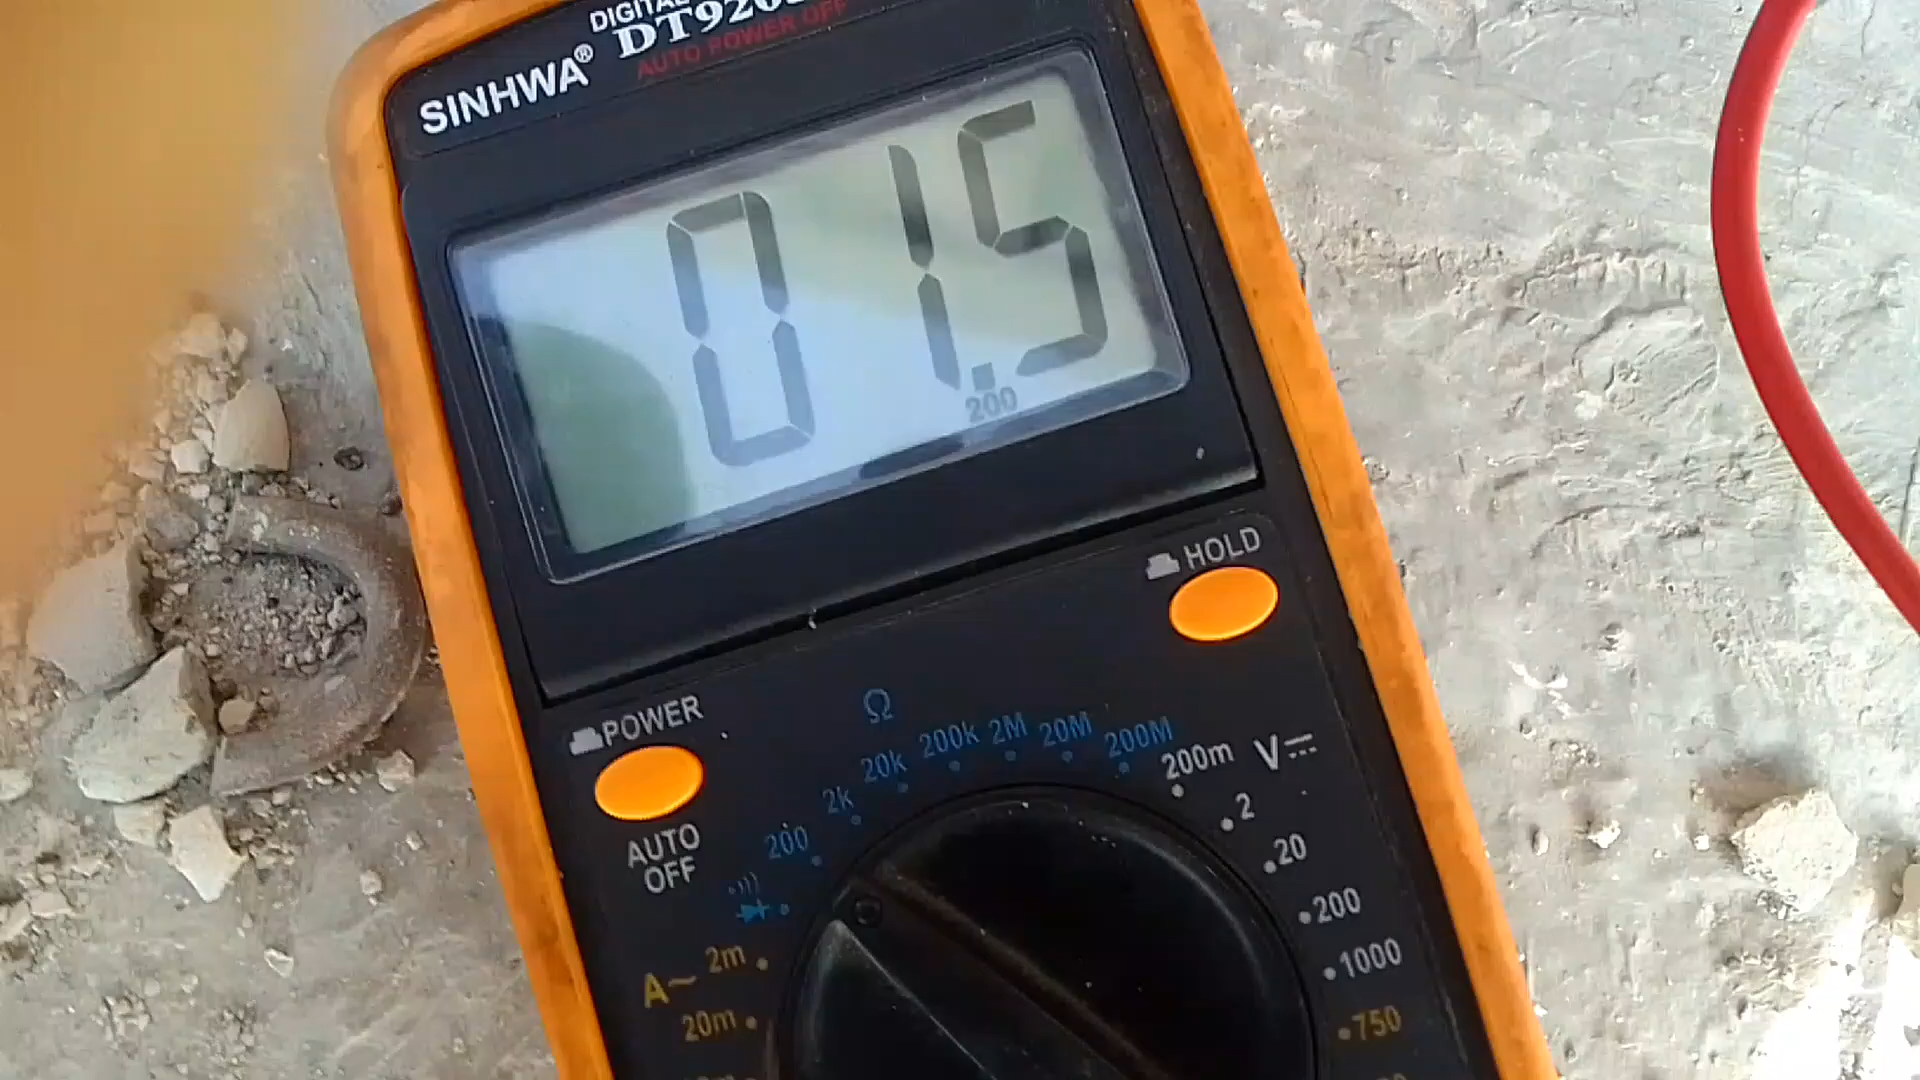 DIGITAL
DT920
AUTO POWER OFF
SINHWA®
01.5
200
HOLD
POWER
AUTO
OFF
Ω
200 2k 20k 200k 2M 20M 200M
200m V
2
20
200
1000
750
A~ 2m
20m